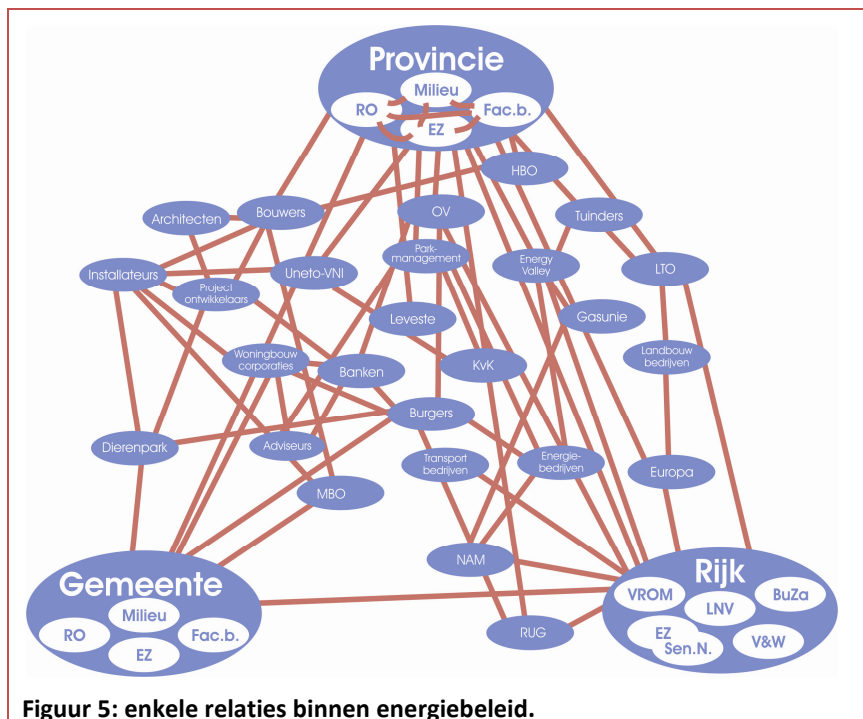 Provincie
Milieu
RO
Fac.b.
EZ
HBO
Architecten
Bouwers
OV
Tuinders
Installateurs
Uneto-VNI
Park-
management
Energy
Valley
LTO
Project
ontwikkelaars
Leveste
Gasunie
Woningbouw
corporaties
Banken
KvK
Landbouw
bedrijven
Burgers
Dierenpark
Adviseurs
Transport
bedrijven
Energie-
bedrijven
Europa
MBO
NAM
Gemeente
Milieu
RO
Fac.b.
EZ
RUG
Rijk
VROM
LNV
BuZa
EZ
Sen.N.
V&W
Figuur 5: enkele relaties binnen energiebeleid.